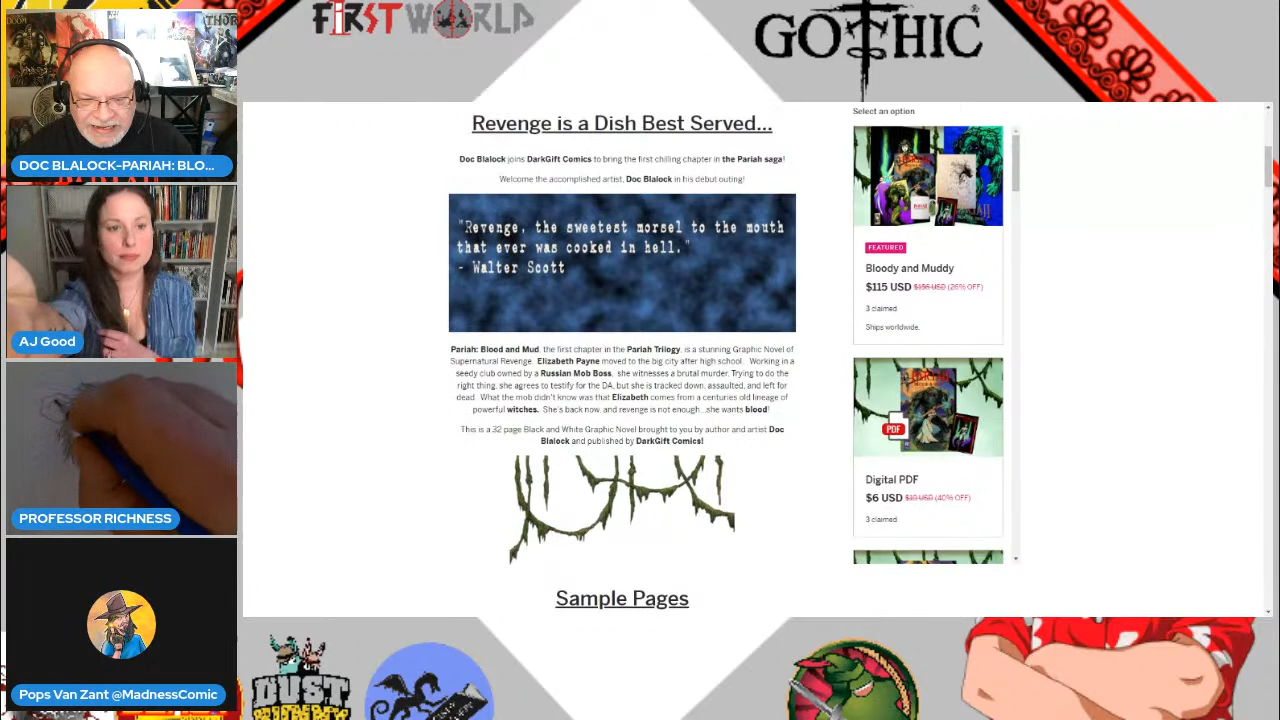 FiRST WORLD
GOTHIC
THOR
DOC BLALOCK-PARIAH: BLO...
AJ Good
PROFESSOR RICHNESS
Pops Van Zant @MadnessComic
Revenge is a Dish Best Served...
Doc Blalock joins DarkGift Comics to bring the first chilling chapter in the Pariah saga!
Welcome the accomplished artist, Doc Blalock in his debut outing!
"Revenge, the sweetest morsel to the mouth
that ever was cooked in hell."
- Walter Scott
Pariah: Blood and Mud, the first chapter in the Pariah Trilogy, is a stunning Graphic Novel of
Supernatural Revenge. Elizabeth Payne moved to the big city after high school. Working in a
seedy club owned by a Russian Mob Boss, she witnesses a brutal murder. Trying to do the
right thing, she agrees to testify for the DA, but she is tracked down, assaulted, and left for
dead. What the mob didn't know was that Elizabeth comes from a centuries old lineage of
powerful witches. She's back now, and revenge is not enough...she wants blood!
This is a 32 page Black and White Graphic Novel brought to you by author and artist Doc
Blalock and published by DarkGift Comics!
Sample Pages
Select an option
FEATURED
Bloody and Muddy
$115 USD $156 USD (26% OFF)
3 claimed
Ships worldwide.
PDF
Digital PDF
$6 USD $10 USD (40% OFF)
3 claimed
DUST
BUNNY